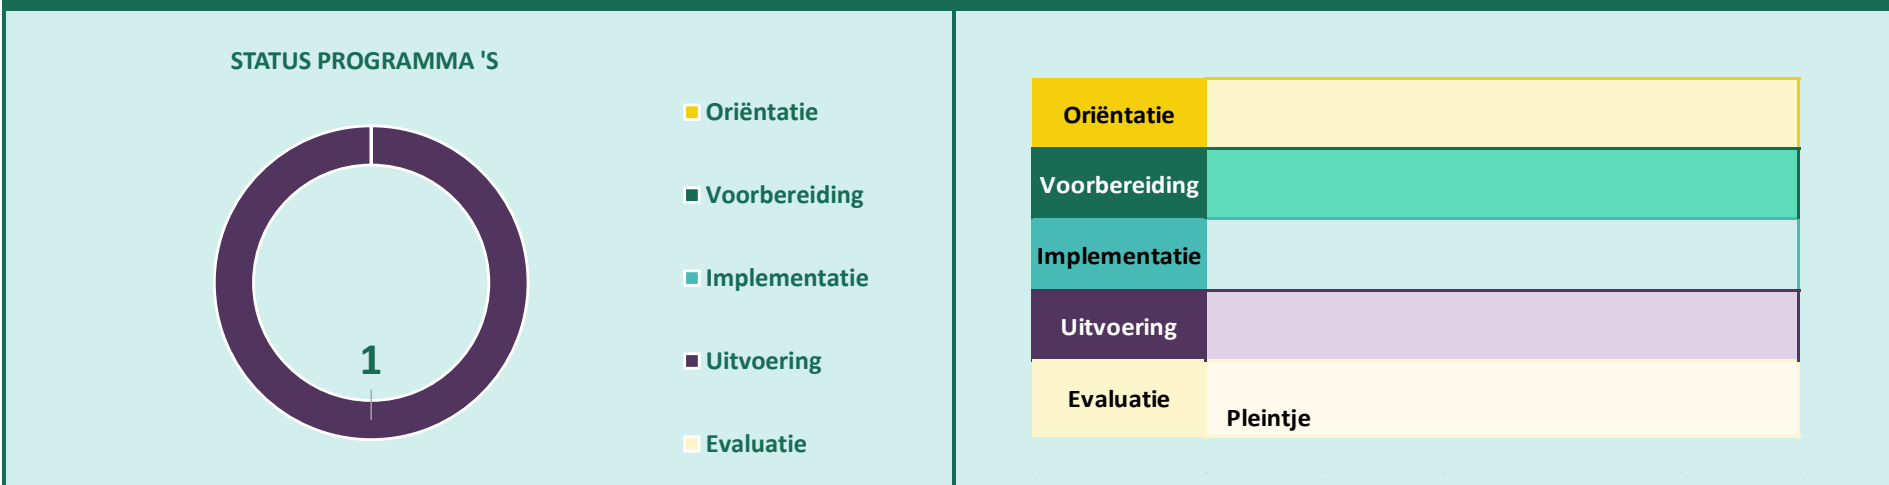 STATUS PROGRAMMA 'S
Oriëntatie
Voorbereiding
Implementatie
Uitvoering
Evaluatie
1
Oriëntatie
Voorbereiding
Implementatie
Uitvoering
Evaluatie
Pleintje